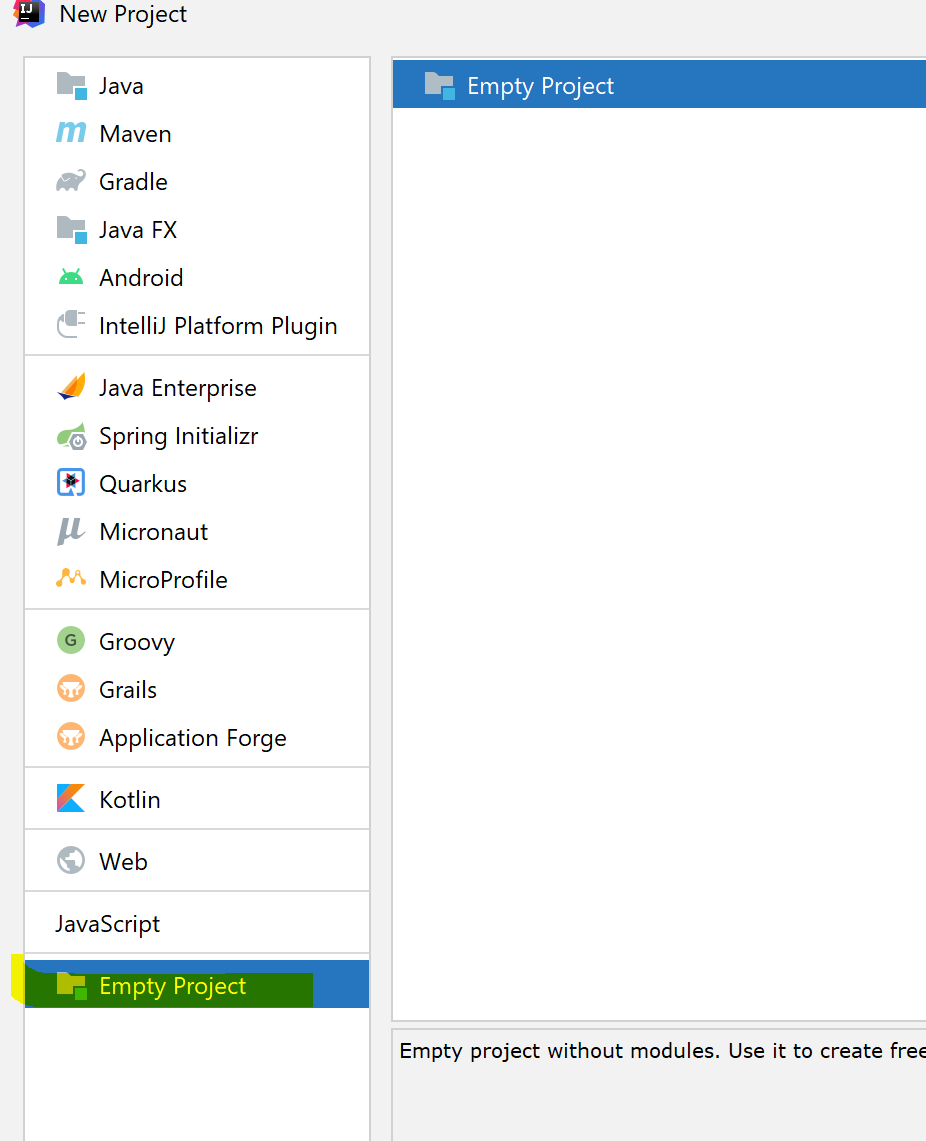 IJ
New Project
Java
Maven
Gradle
Java FX
Android
IntelliJ Platform Plugin
Java Enterprise
Spring Initializr
Quarkus
Micronaut
MicroProfile
G
Groovy
Grails
Application Forge
Kotlin
Web
JavaScript
Empty Project
Empty Project
Empty project without modules. Use it to create free